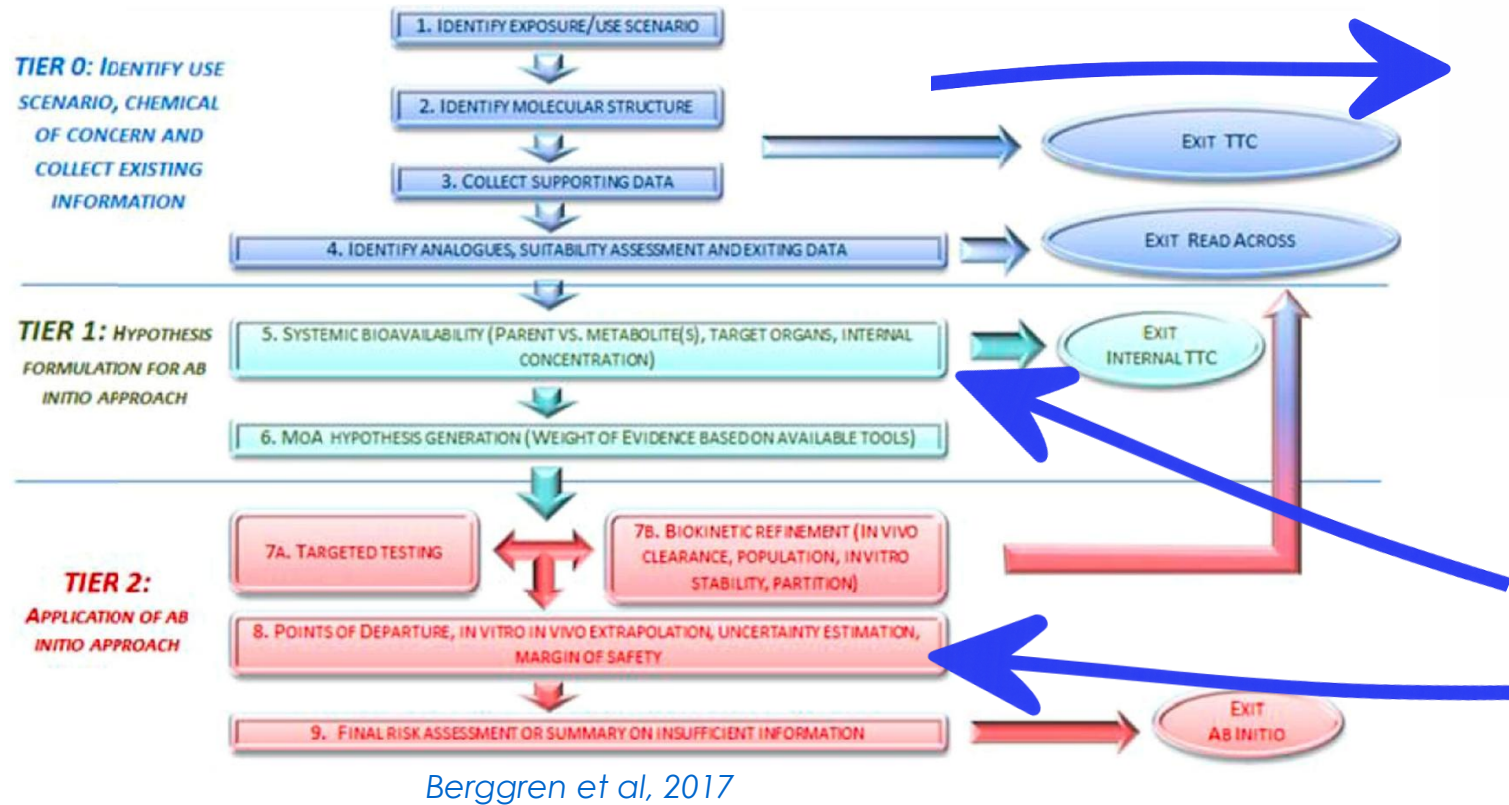 1. IDENTIFY EXPOSURE/USE SCENARIO
TIER 0: IDENTIFY USE
SCENARIO, CHEMICAL
OF CONCERN AND
COLLECT EXISTING
INFORMATION
2. IDENTIFY MOLECULAR STRUCTURE
EXIT TTC
3. COLLECT SUPPORTING DATA
4. IDENTIFY ANALOGUES, SUITABILITY ASSESSMENT AND EXITING DATA
EXIT READ ACROSS
TIER 1: HYPOTHESIS
FORMULATION FOR AB
INITIO APPROACH
5. SYSTEMIC BIOAVAILABILITY (PARENT VS. METABOLITE(S), TARGET ORGANS, INTERNAL
CONCENTRATION)
EXIT
INTERNAL TTC
6. MOA HYPOTHESIS GENERATION (WEIGHT OF EVIDENCE BASED ON AVAILABLE TOOLS)
TIER 2:
APPLICATION OF AB
INITIO APPROACH
7A. TARGETED TESTING
7B. BIOKINETIC REFINEMENT (IN VIVO
CLEARANCE, POPULATION, IN VITRO
STABILITY, PARTITION)
8. POINTS OF DEPARTURE, IN VITRO IN VIVO EXTRAPOLATION, UNCERTAINTY ESTIMATION,
MARGIN OF SAFETY
9. FINAL RISK ASSESSMENT OR SUMMARY ON INSUFFICIENT INFORMATION
EXIT
AB INITIO
Berggren et al, 2017